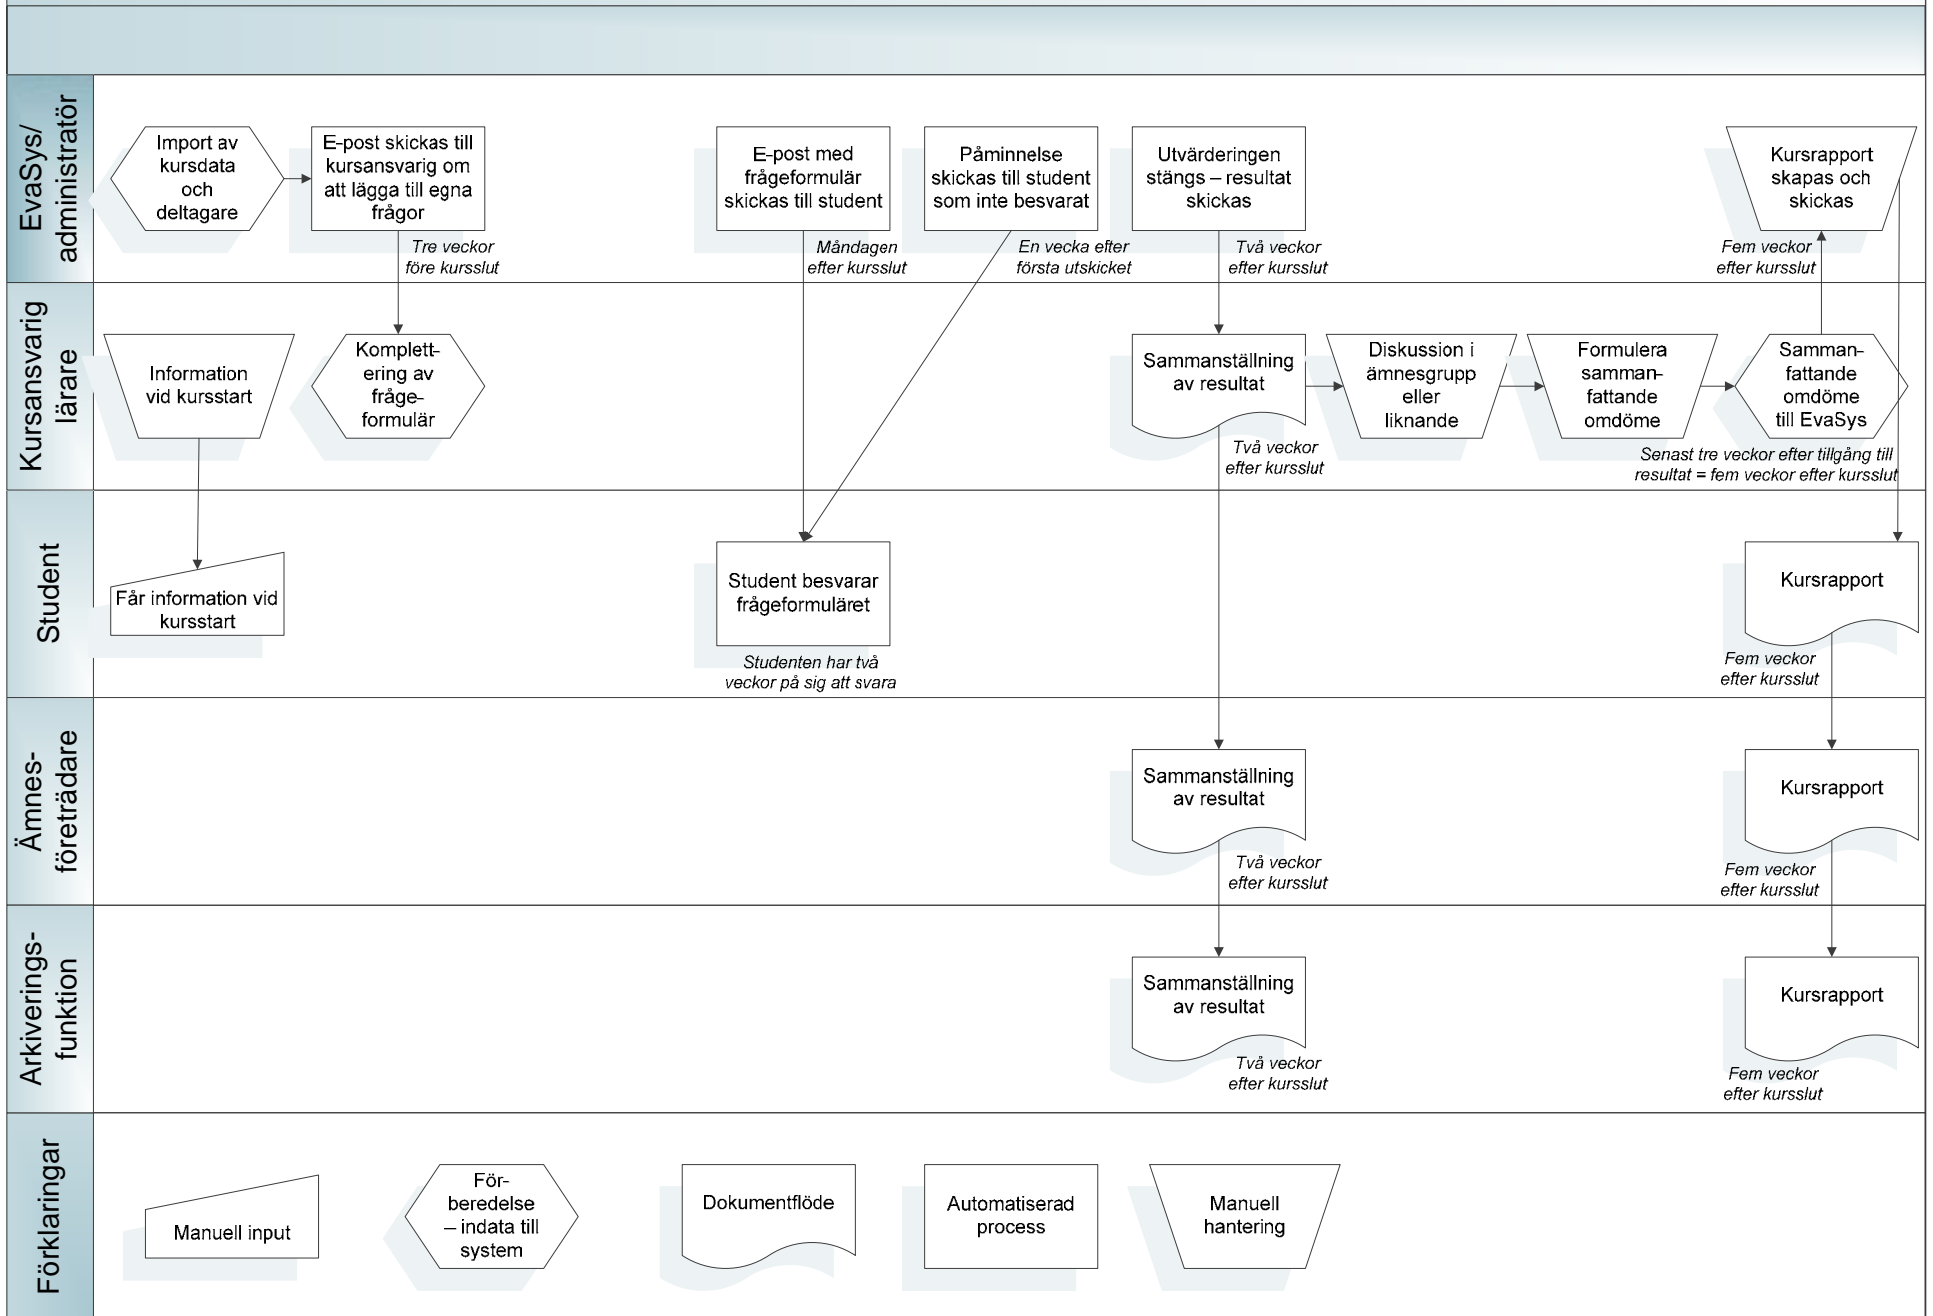 EvaSys/
administratör
Import av
kursdata
och
deltagare
E-post skickas till
kursansvarig om
att lägga till egna
frågor
Tre veckor
före kursslut
E-post med
frågeformulär
skickas till student
Måndagen
efter kursslut
Påminnelse
skickas till student
som inte besvarat
En vecka efter
första utskicket
Utvärderingen
stängs – resultat
skickas
Två veckor
efter kursslut
Kursrapport
skapas och
skickas
Fem veckor
efter kursslut
Kursansvarig
lärare
Information
vid kursstart
Komplett-
ering av
fråge-
formulär
Sammanställning
av resultat
Två veckor
efter kursslut
Diskussion i
ämnesgrupp
eller
liknande
Formulera
samman-
fattande
omdöme
Samman-
fattande
omdöme
till EvaSys
Senast tre veckor efter tillgång till
resultat = fem veckor efter kursslut
Student
Får information vid
kursstart
Student besvarar
frågeformuläret
Studenten har två
veckor på sig att svara
Kursrapport
Fem veckor
efter kursslut
Ämnes-
företrädare
Sammanställning
av resultat
Två veckor
efter kursslut
Kursrapport
Fem veckor
efter kursslut
Arkiverings-
funktion
Sammanställning
av resultat
Två veckor
efter kursslut
Kursrapport
Fem veckor
efter kursslut
Förklaringar
Manuell input
För-
beredelse
– indata till
system
Dokumentflöde
Automatiserad
process
Manuell
hantering